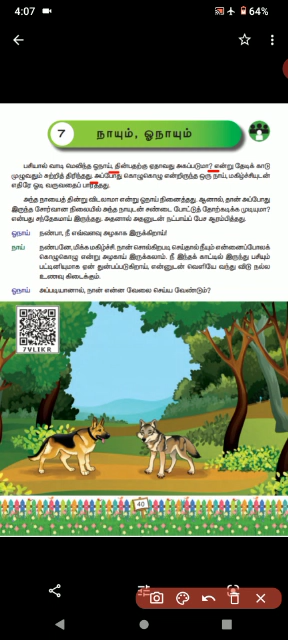 4:07
64%
7 நாயும், ஓநாயும்
பசியால் வாடி மெலிந்த ஓநாய், தின்பதற்கு ஏதாவது அகப்படுமா? என்று தேடிக் காடு
முழுவதும் சுற்றித் திரிந்தது. அப்போது கொழுகொழு என்றிருந்த ஒரு நாய், மகிழ்ச்சியுடன்
எதிரே ஓடி வருவதைப் பார்த்தது.
அந்த நாயைத் தின்று விடலாமா என்று ஓநாய் நினைத்தது. ஆனால், தான் அப்போது
இருந்த சோர்வான நிலையில் அந்த நாயுடன் சண்டை போட்டுத் தோற்கடிக்க முடியுமா?
என்பது சந்தேகமாய் இருந்தது. அதனால் அதனுடன் நட்பாய்ப் பேச ஆரம்பித்தது.
ஓநாய் நண்பா, நீ எவ்வளவு அழகாக இருக்கிறாய்!
நாய் நண்பனே, மிக்க மகிழ்ச்சி. நான் சொல்கிறபடி செய்தால் நீயும் என்னைப்போலக்
கொழுகொழு என்று அழகாய் இருக்கலாம். நீ இந்தக் காட்டில் இருந்து பசியும்
பட்டினியுமாக ஏன் துன்பப்படுகிறாய், என்னுடன் வெளியே வந்து விடு நல்ல
உணவு கிடைக்கும்.
ஓநாய் அப்படியானால், நான் என்ன வேலை செய்ய வேண்டும்?
7VLIKR
40